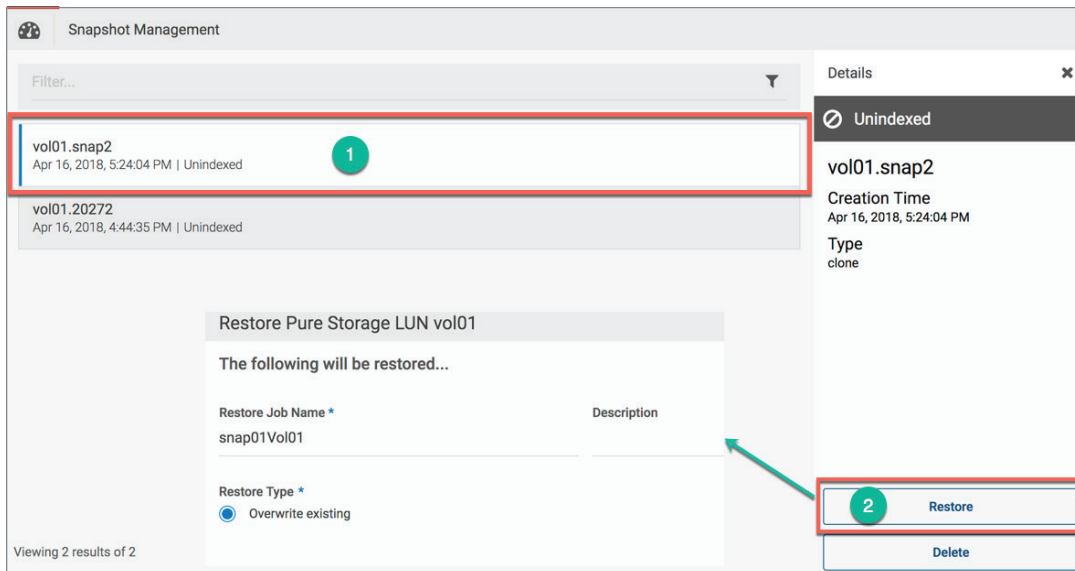 Snapshot Management
Filter...
vol01.snap2
Apr 16, 2018, 5:24:04 PM | Unindexed
1
vol01.20272
Apr 16, 2018, 4:44:35 PM | Unindexed
Restore Pure Storage LUN vol01
The following will be restored...
Restore Job Name *
Description
snap01Vol01
Restore Type *
Overwrite existing
Viewing 2 results of 2
Details
Unindexed
vol01.snap2
Creation Time
Apr 16, 2018, 5:24:04 PM
Type
clone
2
Restore
Delete